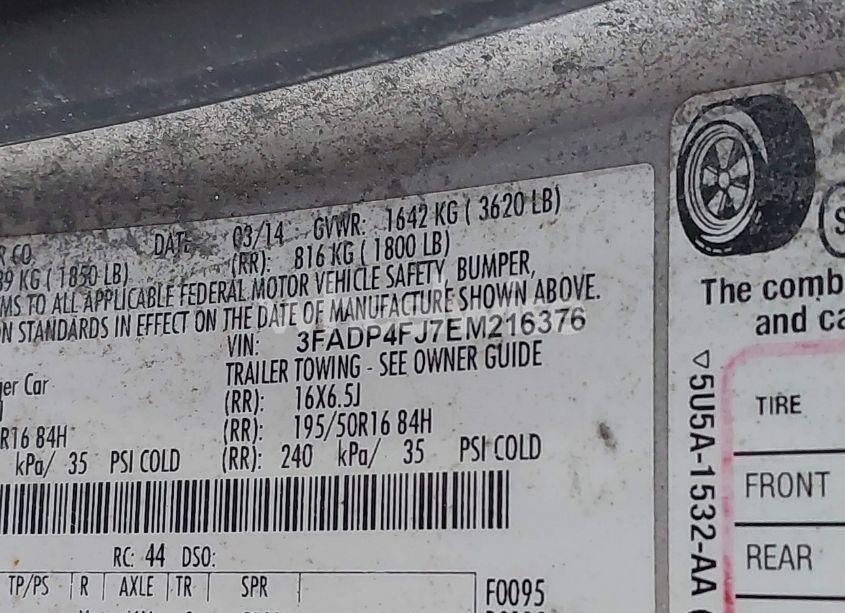 R CO. DATE: 03/14 GVWR: 1642 KG ( 3620 LB)
39 KG ( 1850 LB) (RR): 816 KG ( 1800 LB)
MS TO ALL APPLICABLE FEDERAL MOTOR VEHICLE SAFETY, BUMPER,
N STANDARDS IN EFFECT ON THE DATE OF MANUFACTURE SHOWN ABOVE.
VIN: 3FADP4FJ7EM216376
ger Car TRAILER TOWING - SEE OWNER GUIDE
(RR): 16X6.5J
R16 84H (RR): 195/50R16 84H
kPa/ 35 PSI COLD (RR): 240 kPa/ 35 PSI COLD
RC: 44 DSO:
TP/PS R AXLE TR SPR F0095
S
The comb
and ca
5U5A-1532-AA
TIRE
FRONT
REAR